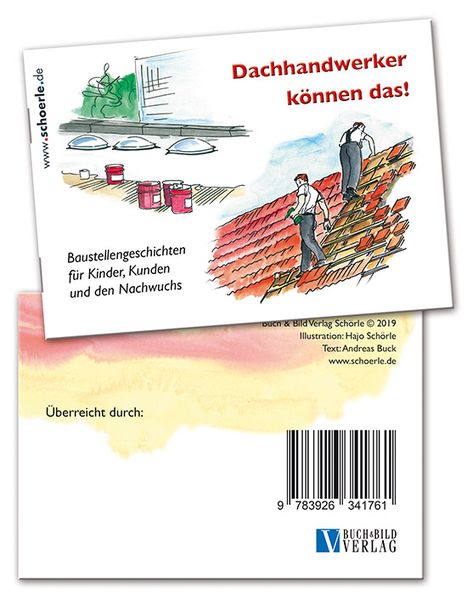 www.schoerle.de
Dachhandwerker
können das!
Baustellengeschichten
für Kinder, Kunden
und den Nachwuchs
Buch & Bild Verlag Schörle © 2019
Illustration: Hajo Schörle
Text: Andreas Buck
www.schoerle.de
Überreicht durch:
9 783926 341761
BUCH&BILD
VERLAG